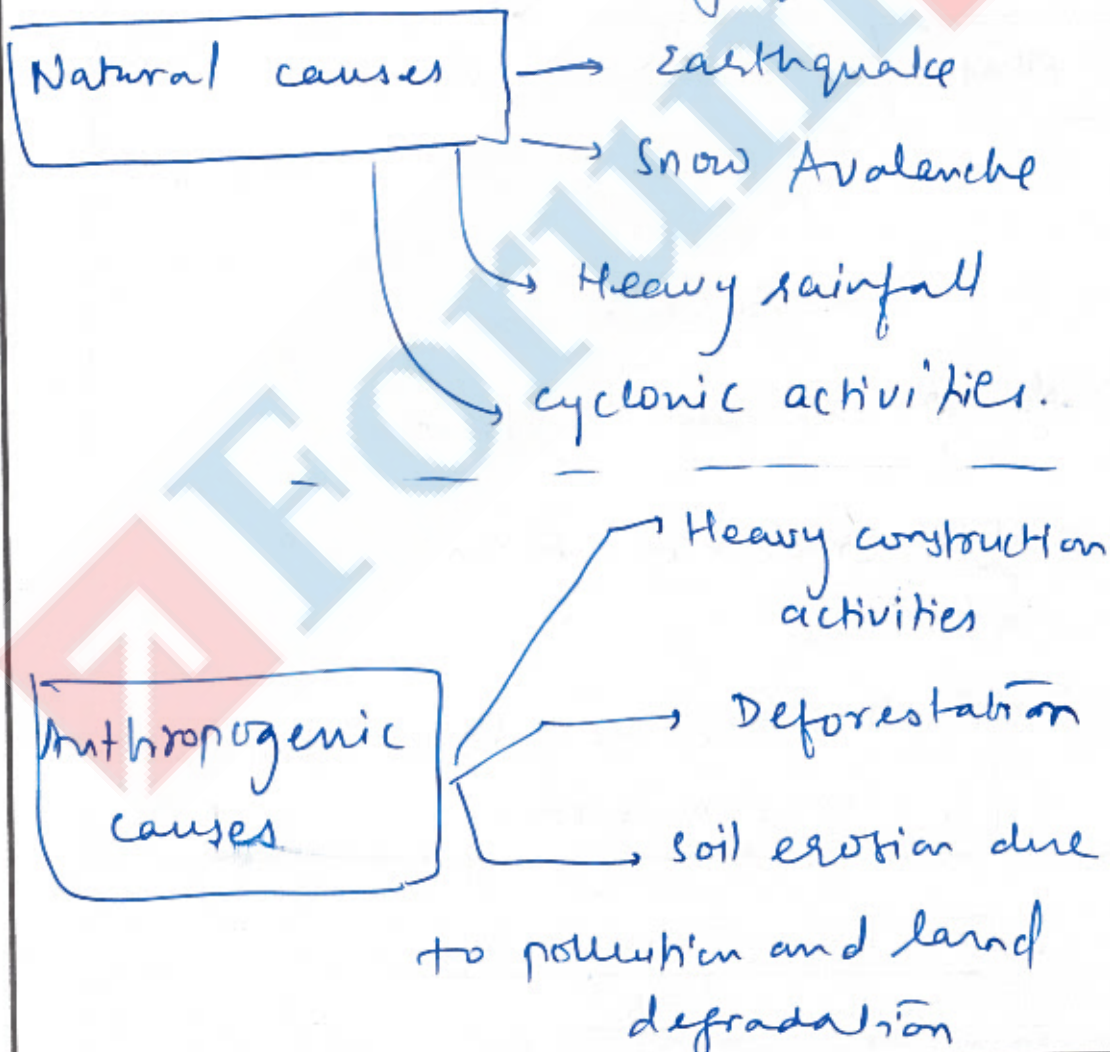 Natural causes → Earthquake
→ Snow Avalanche
→ Heavy rainfall
→ cyclonic activities.
→ Heavy construction
activities
Anthropogenic
causes
→ Deforestation
→ soil erosion due
to pollution and land
degradation
Forum